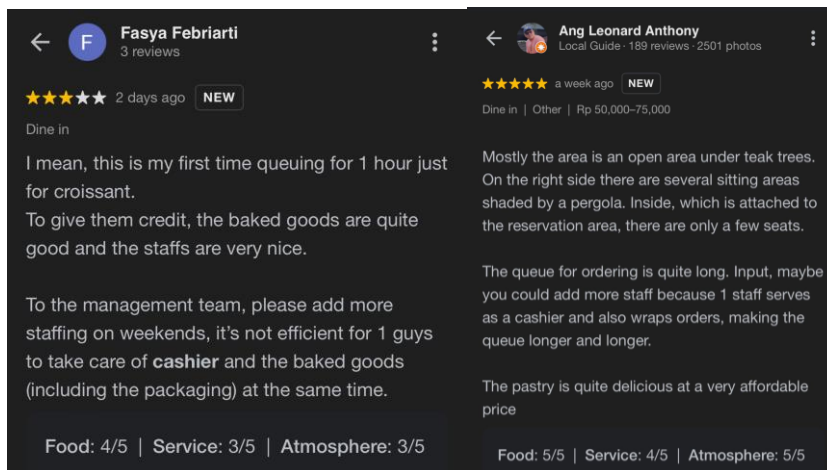 Fasya Febriarti
F
3 reviews
2 days ago NEW
Dine in
I mean, this is my first time queuing for 1 hour just
for croissant.
To give them credit, the baked goods are quite
good and the staffs are very nice.
To the management team, please add more
staffing on weekends, it's not efficient for 1 guys
to take care of cashier and the baked goods
(including the packaging) at the same time.
Food: 4/5 | Service: 3/5 | Atmosphere: 3/5
Ang Leonard Anthony
Local Guide · 189 reviews · 2501 photos
a week ago NEW
Dine in | Other | Rp 50,000–75,000
Mostly the area is an open area under teak trees.
On the right side there are several sitting areas
shaded by a pergola. Inside, which is attached to
the reservation area, there are only a few seats.
The queue for ordering is quite long. Input, maybe
you could add more staff because 1 staff serves
as a cashier and also wraps orders, making the
queue longer and longer.
The pastry is quite delicious at a very affordable
price
Food: 5/5 | Service: 4/5 | Atmosphere: 5/5